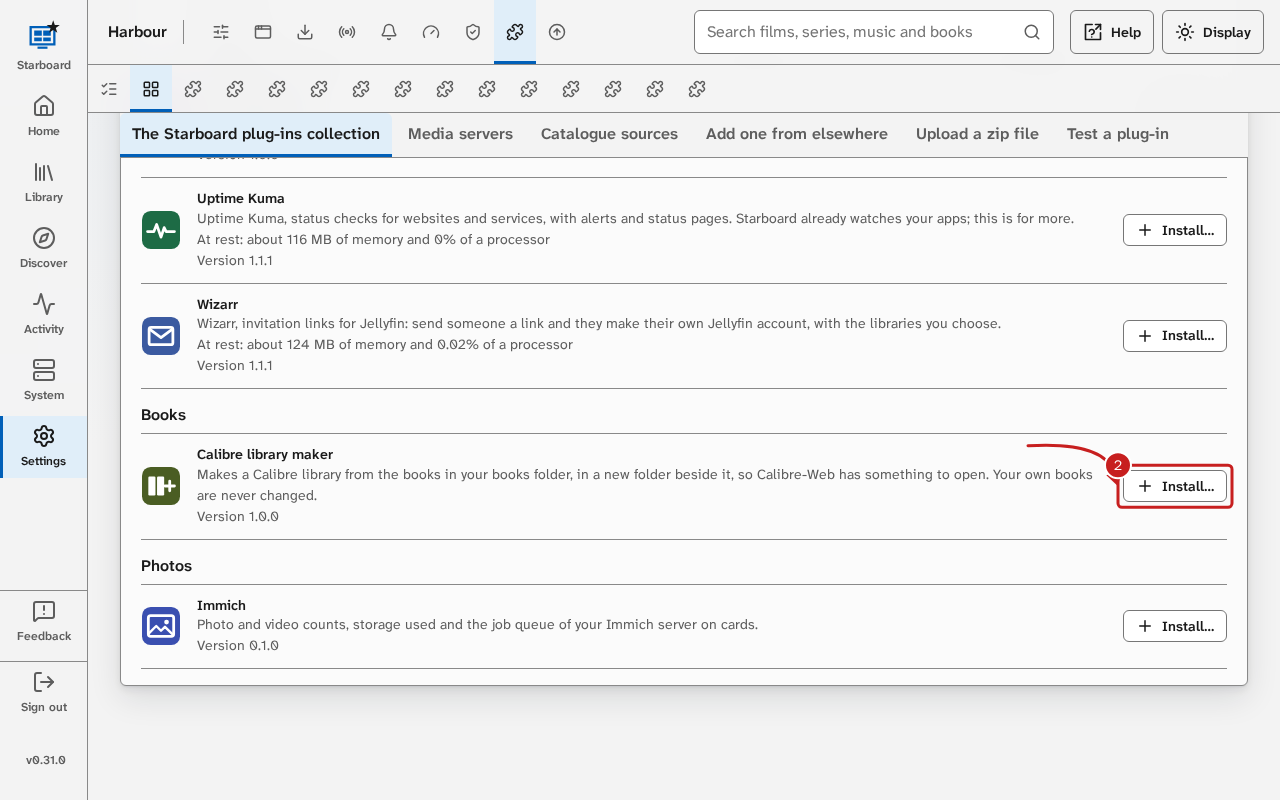 Starboard
Home
Library
Discover
Activity
System
Settings
Feedback
Sign out
v0.31.0
Harbour
Search films, series, music and books
Help
Display
The Starboard plug-ins collection
Media servers
Catalogue sources
Add one from elsewhere
Upload a zip file
Test a plug-in
Uptime Kuma
Uptime Kuma, status checks for websites and services, with alerts and status pages. Starboard already watches your apps; this is for more.
At rest: about 116 MB of memory and 0% of a processor
Version 1.1.1
Install...
Wizarr
Wizarr, invitation links for Jellyfin: send someone a link and they make their own Jellyfin account, with the libraries you choose.
At rest: about 124 MB of memory and 0.02% of a processor
Version 1.1.1
Install...
Books
Calibre library maker
Makes a Calibre library from the books in your books folder, in a new folder beside it, so Calibre-Web has something to open. Your own books
are never changed.
Version 1.0.0
2
Install...
Photos
Immich
Photo and video counts, storage used and the job queue of your Immich server on cards.
Version 0.1.0
Install...